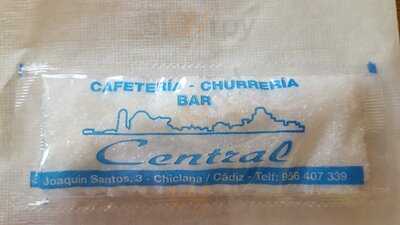 CAFETERÍA - CHURRERÍA
BAR
Central
Joaquín Santos, 3 - Chiclana / Cádiz - Telf: 956 407 339